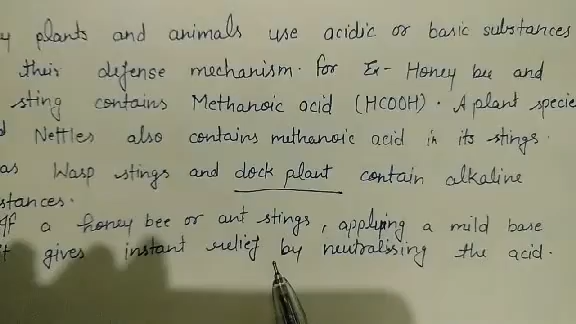 y plants and animals use acidic or basic substances
their defense mechanism. For Ex- Honey bee and
sting contains Methanoic acid (HCOOH). A plant specie
d Nettles also contains methanoic acid in its stings.
as Wasp stings and dock plant contain alkaline
stances.
If a honey bee or ant stings, applying a mild base
it gives instant relief by neutralising the acid.